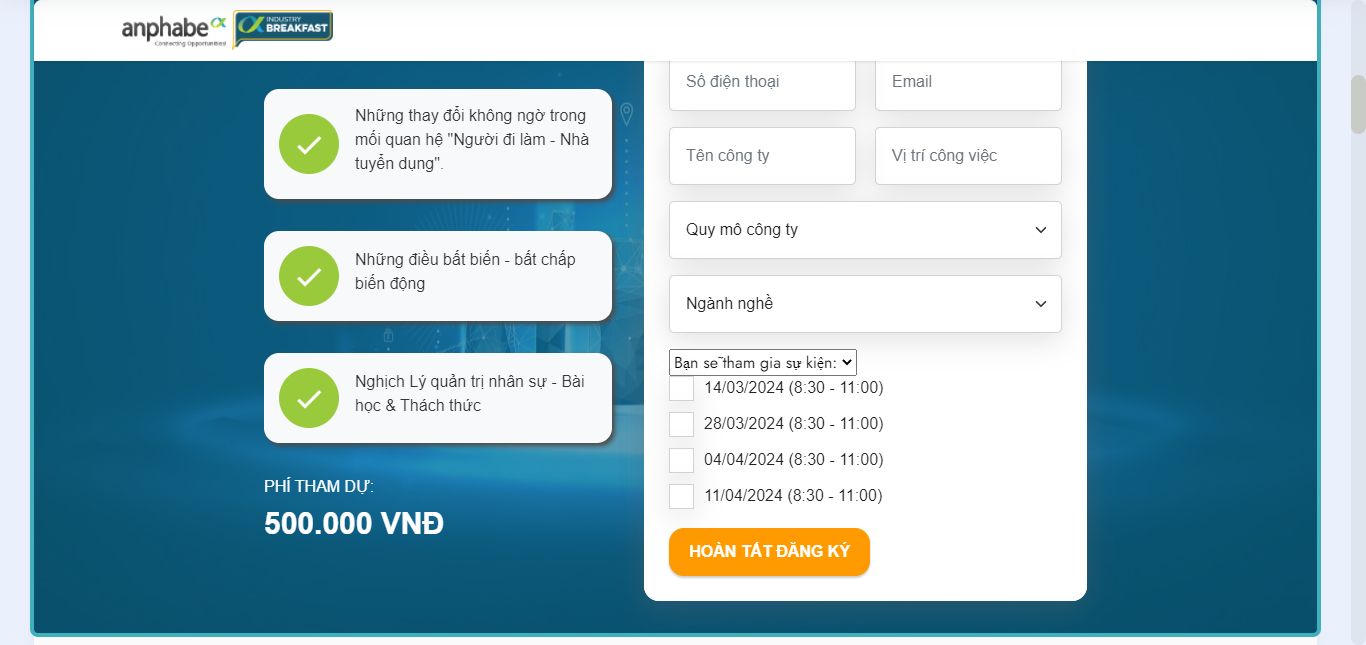 anphabe
Connecting Opportunities
INDUSTRY
BREAKFAST
Những thay đổi không ngờ trong
mối quan hệ "Người đi làm - Nhà
tuyển dụng".
Những điều bất biến - bất chấp
biến động
Nghịch Lý quản trị nhân sự - Bài
học & Thách thức
PHÍ THAM DỰ:
500.000 VNĐ
Số điện thoại
Email
Tên công ty
Vị trí công việc
Quy mô công ty
Ngành nghề
Bạn sẽ tham gia sự kiện:
14/03/2024 (8:30 - 11:00)
28/03/2024 (8:30 - 11:00)
04/04/2024 (8:30 - 11:00)
11/04/2024 (8:30 - 11:00)
HOÀN TẤT ĐĂNG KÝ